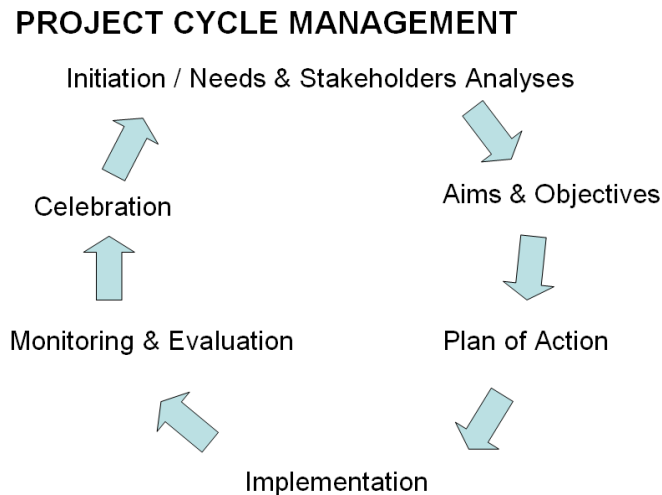 PROJECT CYCLE MANAGEMENT
Initiation / Needs & Stakeholders Analyses
Aims & Objectives
Plan of Action
Implementation
Monitoring & Evaluation
Celebration